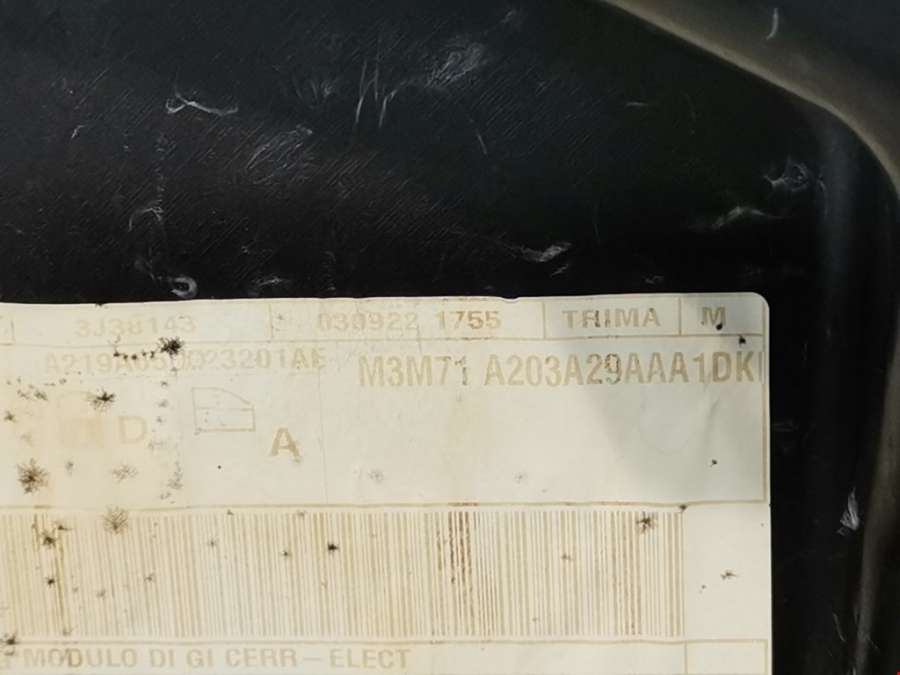 3J38143 030922 1755 TRIMA M
M3M71 A203A29AAA1DK
D A
MODULO DI GI CERR-ELECT